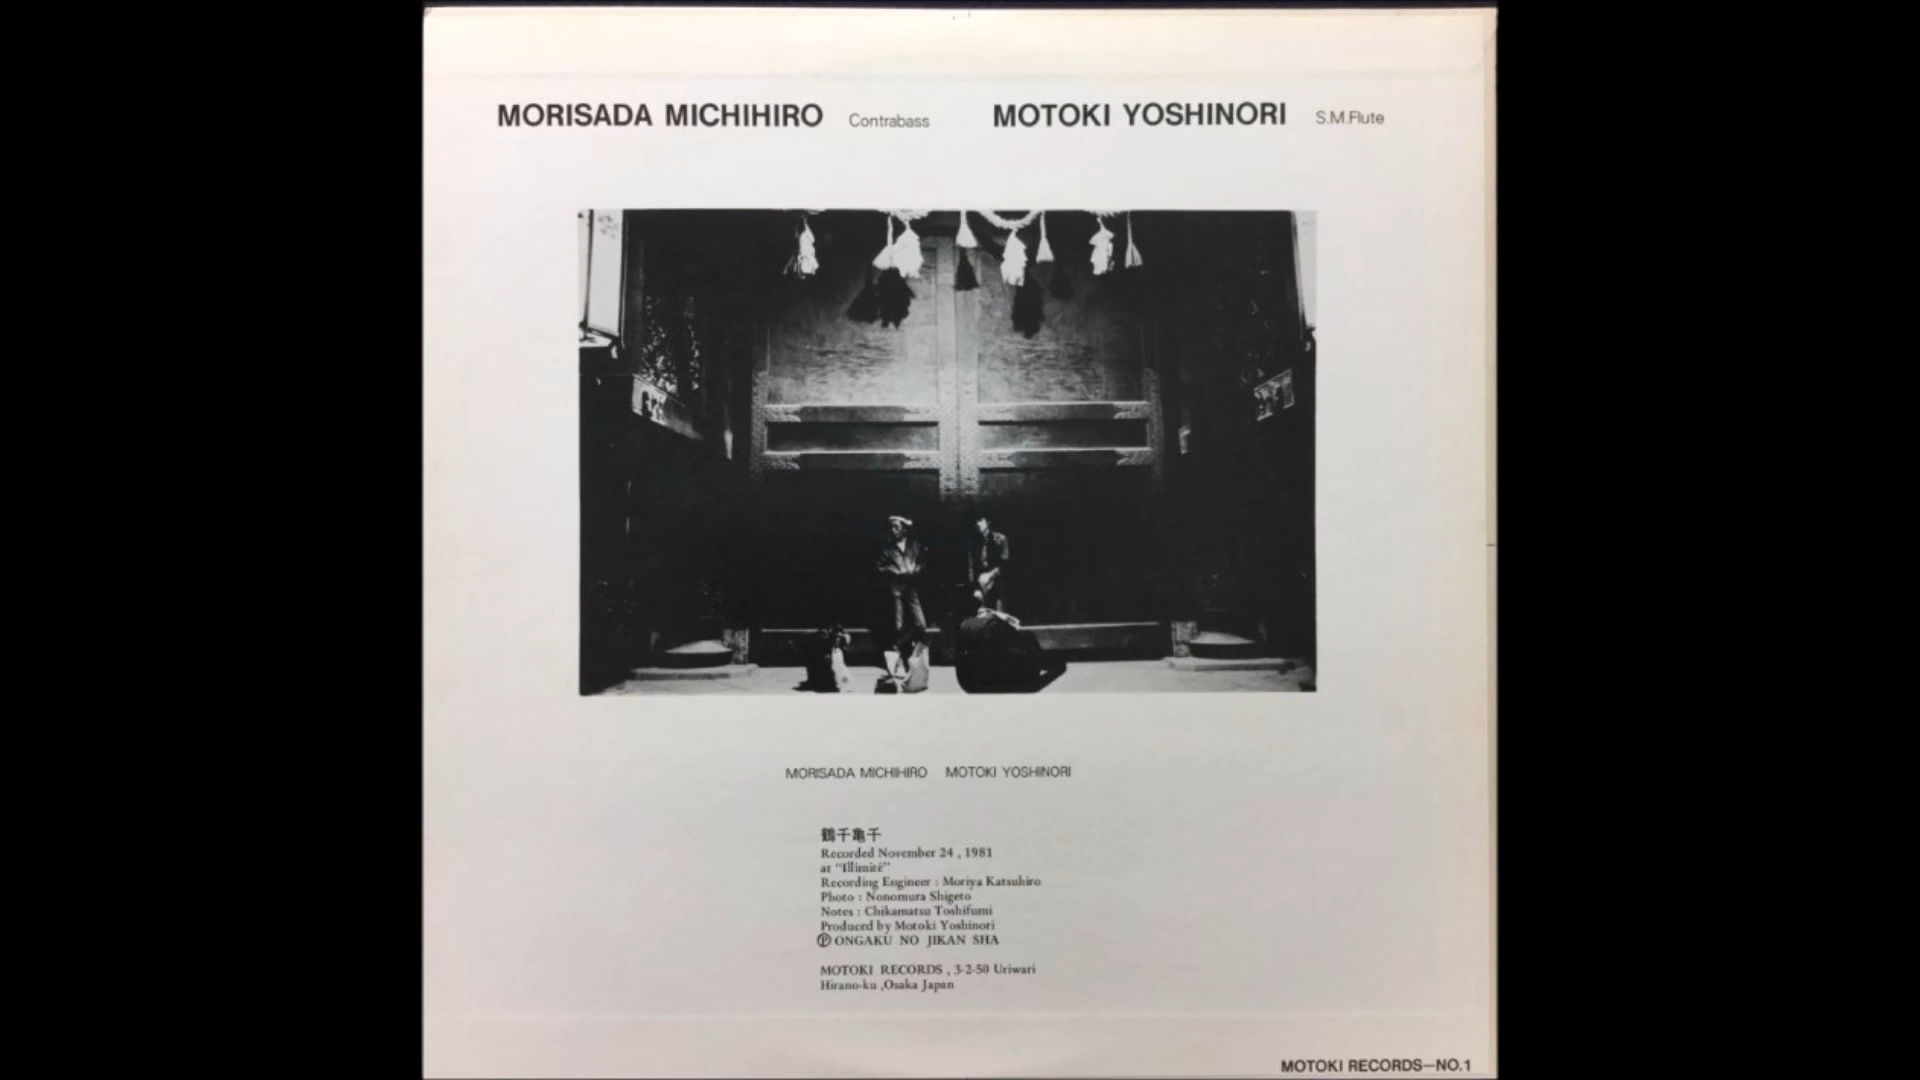 MORISADA MICHIHIRO Contrabass MOTOKI YOSHINORI S.M.Flute
MORISADA MICHIHIRO MOTOKI YOSHINORI
鶴千亀千
Recorded November 24 , 1981
at "Illimité"
Recording Engineer : Moriya Katsuhiro
Photo : Nonomura Shigeto
Notes : Chikamatsu Toshifumi
Produced by Motoki Yoshinori
Ⓟ ONGAKU NO JIKAN SHA
MOTOKI RECORDS , 3-2-50 Uriwari
Hirano-ku ,Osaka Japan
MOTOKI RECORDS—NO.1